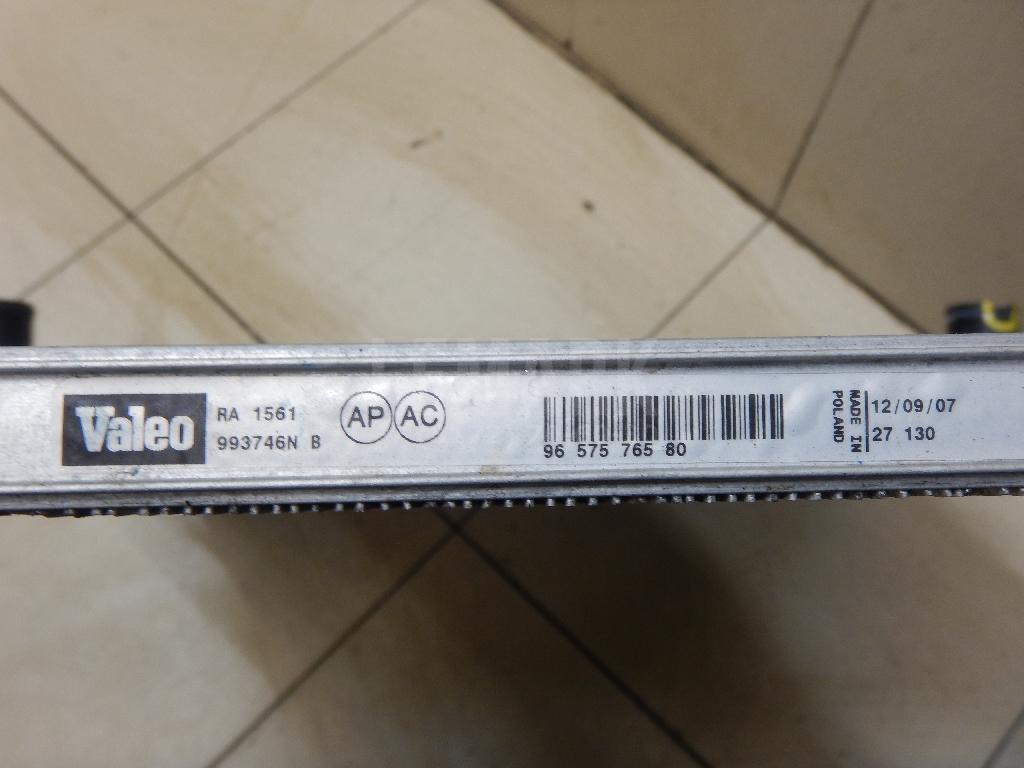 Valeo
RA 1561
993746N B
AP AC
96 575 765 80
MADE IN
POLAND
12/09/07
27 130